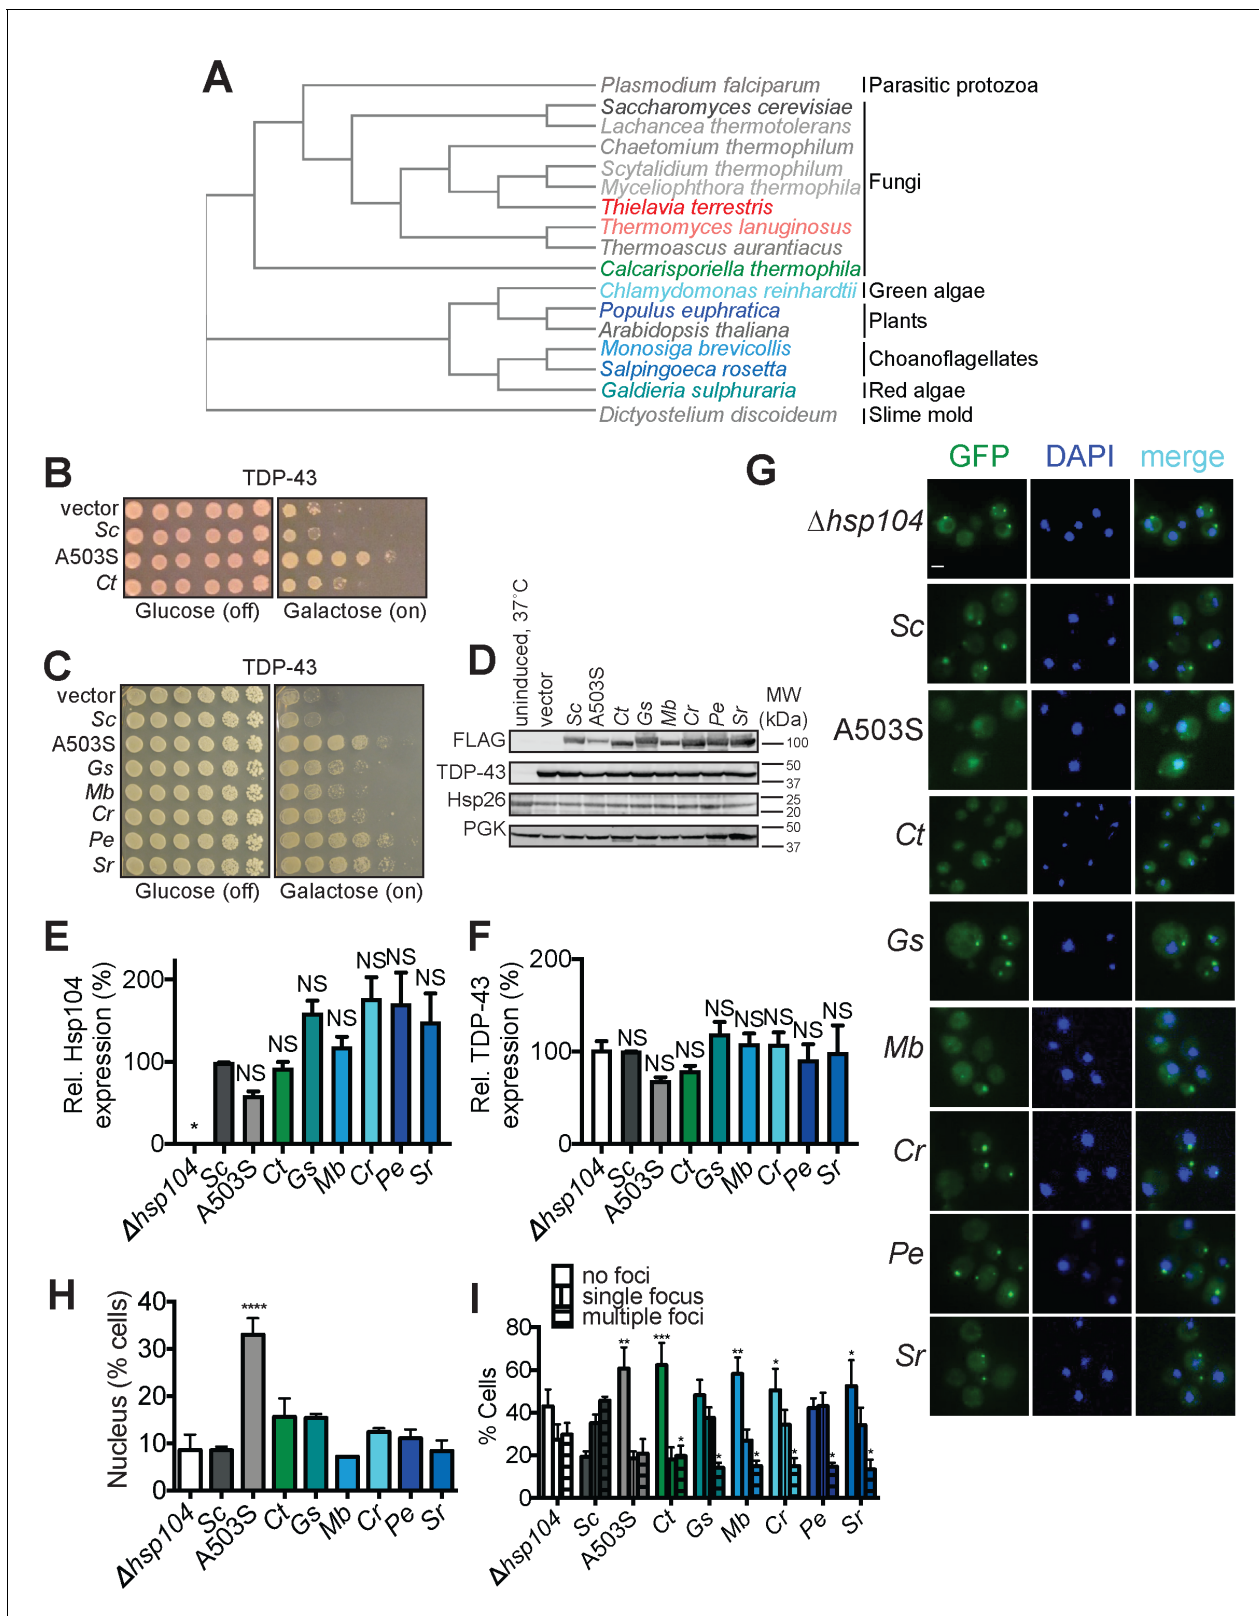 A
Plasmodium falciparum
Saccharomyces cerevisiae
Lachancea thermotolerans
Chaetomium thermophilum
Scytalidium thermophilum
Myceliophthora thermophila
Thielavia terrestris
Thermomyces lanuginosus
Thermoascus aurantiacus
Calcarisporiella thermophila
Chlamydomonas reinhardtii
Populus euphratica
Arabidopsis thaliana
Monosiga brevicollis
Salpingoeca rosetta
Galdieria sulphuraria
Dictyostelium discoideum
Parasitic protozoa
Fungi
Green algae
Plants
Choanoflagellates
Red algae
Slime mold
B
TDP-43
vector
Sc
A503S
Ct
Glucose (off)
Galactose (on)
C
TDP-43
vector
Sc
A503S
Gs
Mb
Cr
Pe
Sr
Glucose (off)
Galactose (on)
D
uninduced, 37°C
vector
Sc
A503S
Ct
Gs
Mb
Cr
Pe
Sr
MW
(kDa)
FLAG
100
TDP-43
50
37
Hsp26
25
20
PGK
50
37
E
Rel. Hsp104
expression (%)
200
100
0
*
NS
NS
NS
NS
NS
NS
NS
Δhsp104
Sc
A503S
Ct
Gs
Mb
Cr
Pe
Sr
F
Rel. TDP-43
expression (%)
200
100
0
NS
NS
NS
NS
NS
NS
NS
NS
Δhsp104
Sc
A503S
Ct
Gs
Mb
Cr
Pe
Sr
G
GFP
DAPI
merge
Δhsp104
Sc
A503S
Ct
Gs
Mb
Cr
Pe
Sr
H
Nucleus (% cells)
40
30
20
10
0
****
Δhsp104
Sc
A503S
Ct
Gs
Mb
Cr
Pe
Sr
I
no foci
single focus
multiple foci
% Cells
80
60
40
20
0
**
***
*
*
**
*
*
*
*
*
*
Δhsp104
Sc
A503S
Ct
Gs
Mb
Cr
Pe
Sr